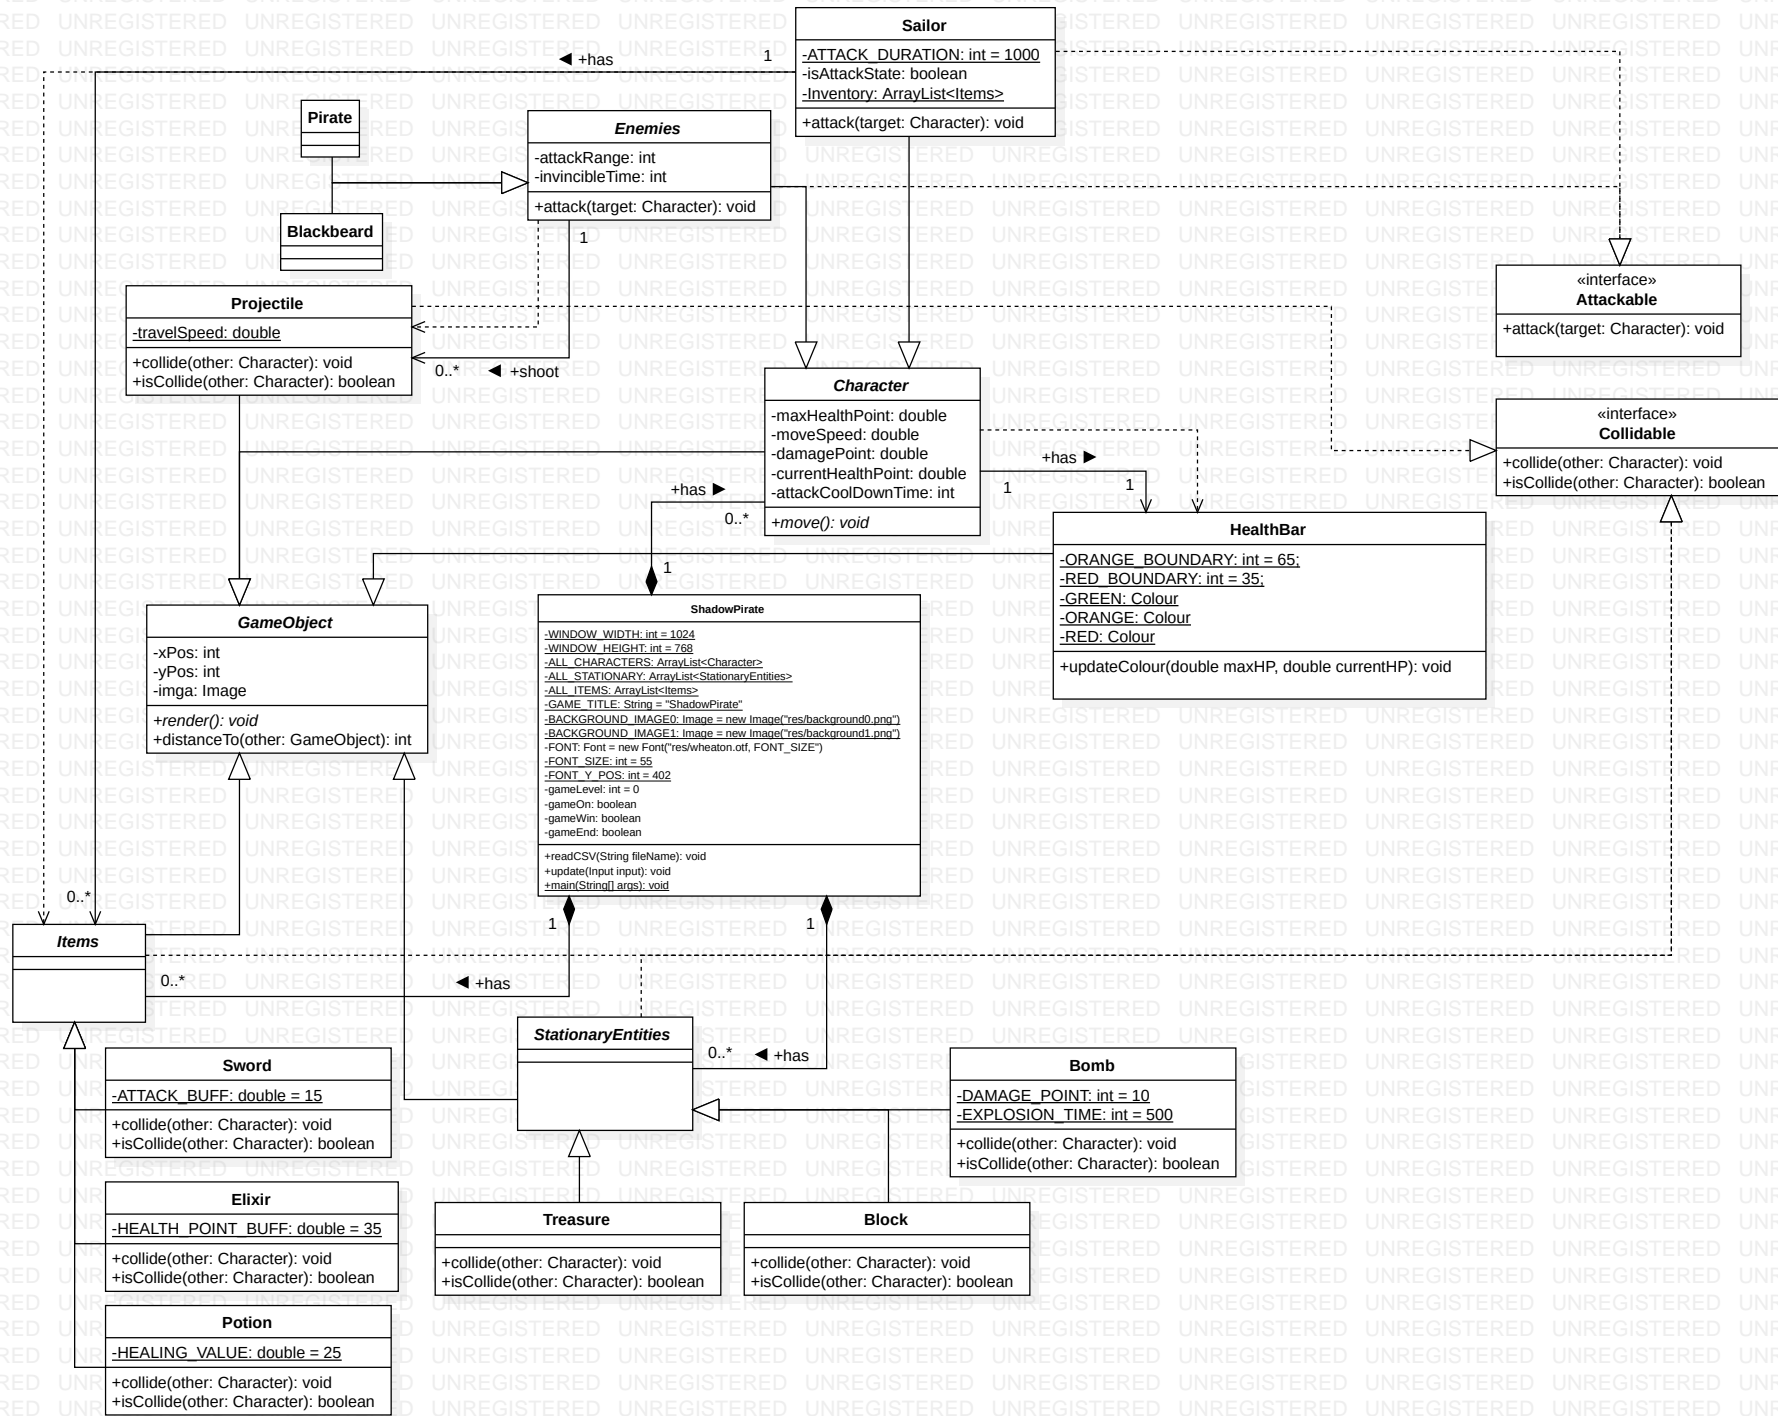 Sailor
-ATTACK_DURATION: int = 1000
-isAttackState: boolean
-Inventory: ArrayList<Items>
+attack(target: Character): void
◄ +has
1
Pirate
Enemies
-attackRange: int
-invincibleTime: int
+attack(target: Character): void
Blackbeard
1
«interface»
Attackable
+attack(target: Character): void
Projectile
-travelSpeed: double
+collide(other: Character): void
+isCollide(other: Character): boolean
0..*
◄ +shoot
Character
-maxHealthPoint: double
-moveSpeed: double
-damagePoint: double
-currentHealthPoint: double
-attackCoolDownTime: int
+move(): void
«interface»
Collidable
+collide(other: Character): void
+isCollide(other: Character): boolean
+has ►
1
1
+has ►
0..*
1
HealthBar
-ORANGE_BOUNDARY: int = 65;
-RED_BOUNDARY: int = 35;
-GREEN: Colour
-ORANGE: Colour
-RED: Colour
+updateColour(double maxHP, double currentHP): void
GameObject
-xPos: int
-yPos: int
-imga: Image
+render(): void
+distanceTo(other: GameObject): int
ShadowPirate
-WINDOW_WIDTH: int = 1024
-WINDOW_HEIGHT: int = 768
-ALL_CHARACTERS: ArrayList<Character>
-ALL_STATIONARY: ArrayList<StationaryEntities>
-ALL_ITEMS: ArrayList<Items>
-GAME_TITLE: String = "ShadowPirate"
-BACKGROUND_IMAGE0: Image = new Image("res/background0.png")
-BACKGROUND_IMAGE1: Image = new Image("res/background1.png")
-FONT: Font = new Font("res/wheaton.otf, FONT_SIZE")
-FONT_SIZE: int = 55
-FONT_Y_POS: int = 402
-gameLevel: int = 0
-gameOn: boolean
-gameWin: boolean
-gameEnd: boolean
+readCSV(String fileName): void
+update(Input input): void
+main(String[] args): void
0..*
1
1
Items
0..*
◄ +has
StationaryEntities
0..*
◄ +has
Sword
-ATTACK_BUFF: double = 15
+collide(other: Character): void
+isCollide(other: Character): boolean
Bomb
-DAMAGE_POINT: int = 10
-EXPLOSION_TIME: int = 500
+collide(other: Character): void
+isCollide(other: Character): boolean
Elixir
-HEALTH_POINT_BUFF: double = 35
+collide(other: Character): void
+isCollide(other: Character): boolean
Treasure
+collide(other: Character): void
+isCollide(other: Character): boolean
Block
+collide(other: Character): void
+isCollide(other: Character): boolean
Potion
-HEALING_VALUE: double = 25
+collide(other: Character): void
+isCollide(other: Character): boolean
UNREGISTERED